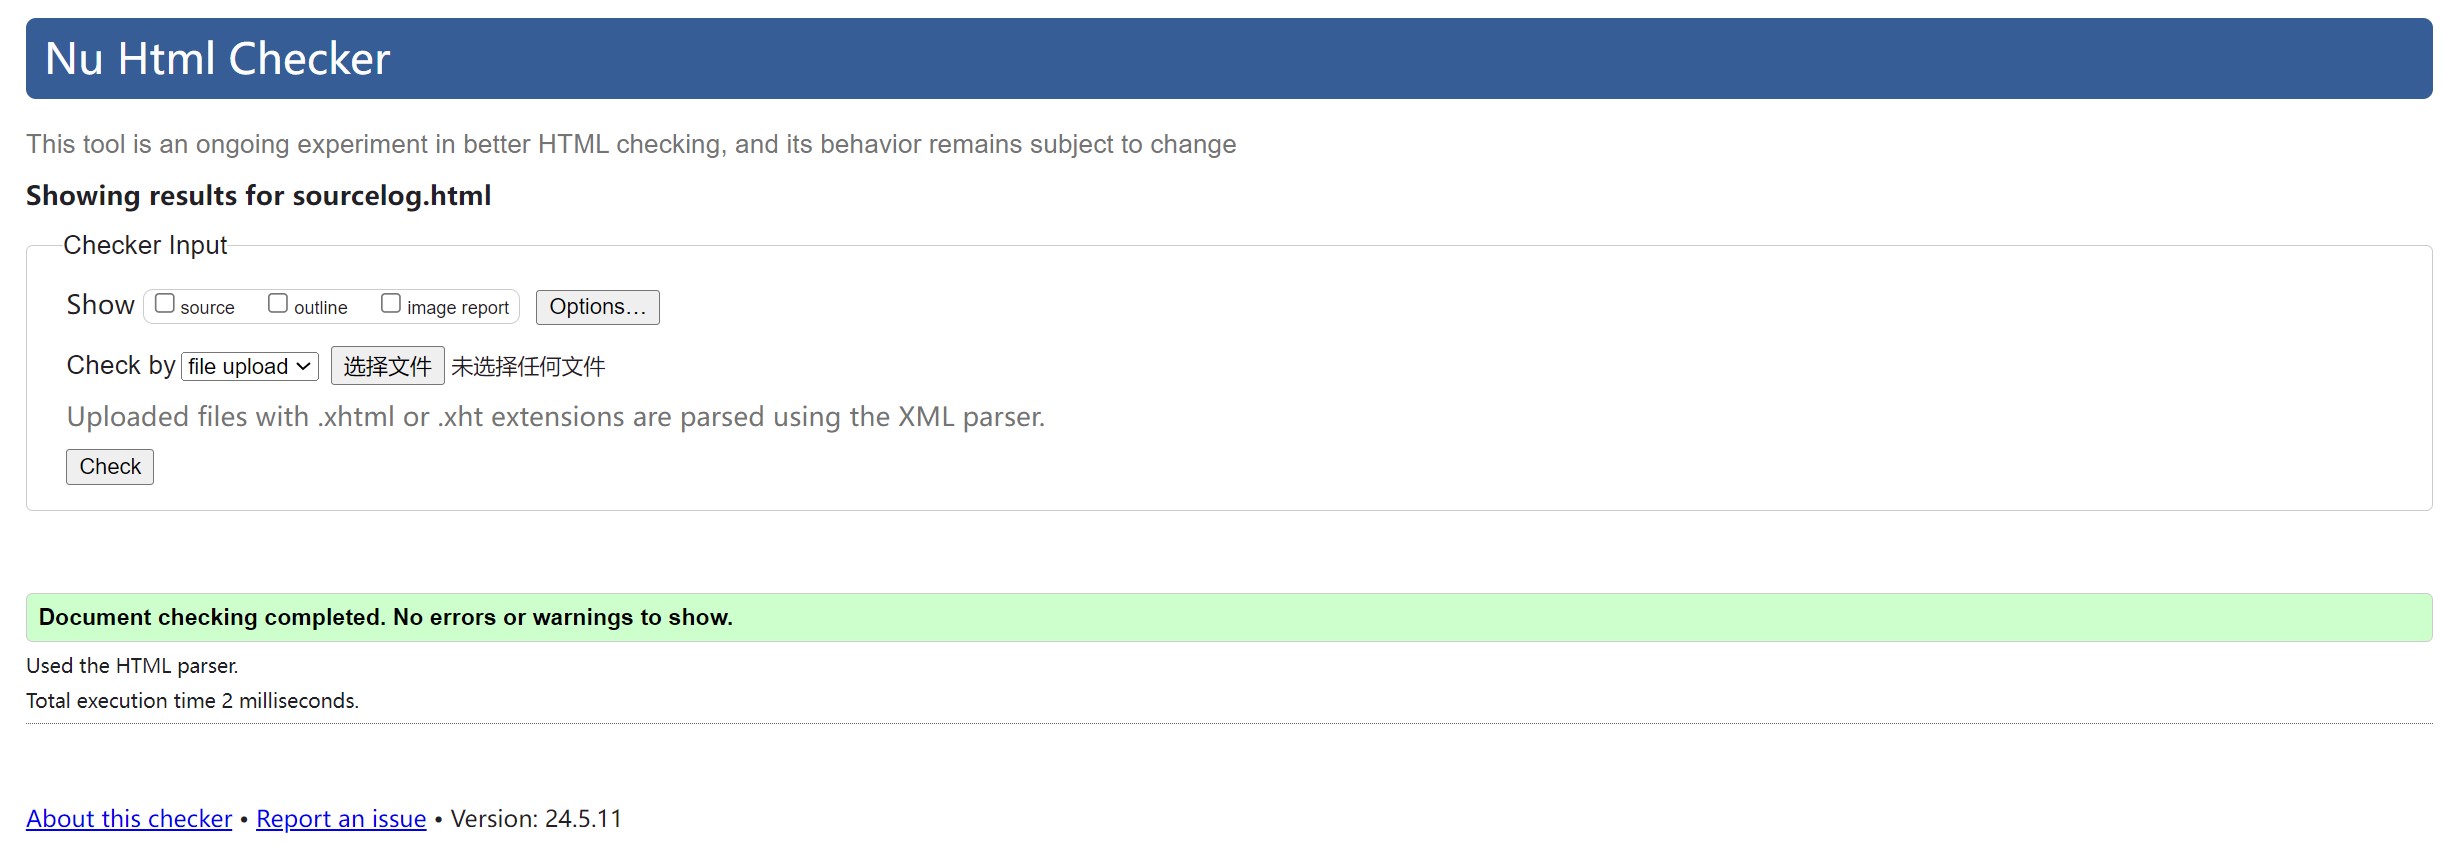 Nu Html Checker
This tool is an ongoing experiment in better HTML checking, and its behavior remains subject to change
Showing results for sourcelog.html
Checker Input
Show source outline image report Options...
Check by file upload 选择文件 未选择任何文件
Uploaded files with .xhtml or .xht extensions are parsed using the XML parser.
Check
Document checking completed. No errors or warnings to show.
Used the HTML parser.
Total execution time 2 milliseconds.
About this checker • Report an issue • Version: 24.5.11